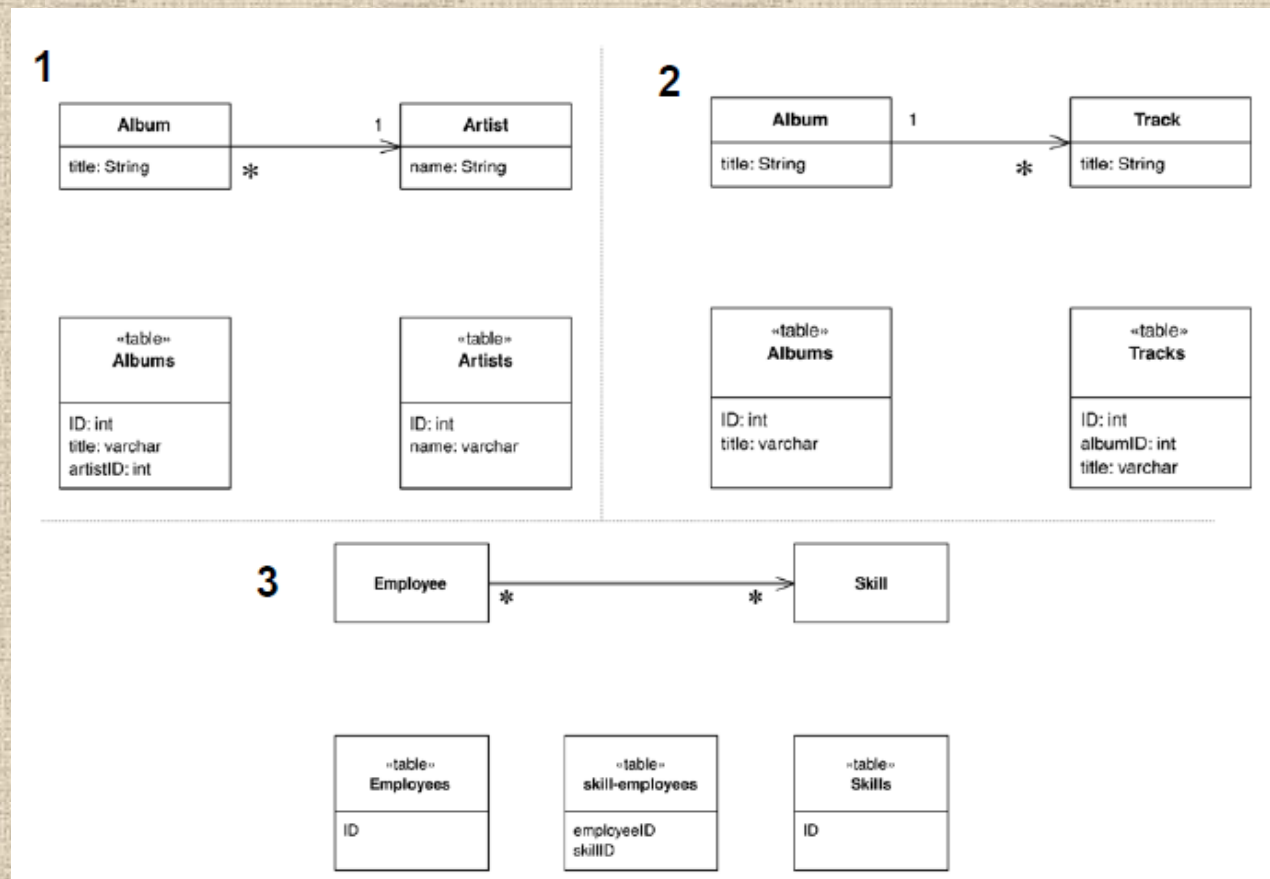 1
Album
title: String
*
1
Artist
name: String
«table»
Albums
ID: int
title: varchar
artistID: int
«table»
Artists
ID: int
name: varchar
2
Album
title: String
1
*
Track
title: String
«table»
Albums
ID: int
title: varchar
«table»
Tracks
ID: int
albumID: int
title: varchar
3
Employee
*
*
Skill
«table»
Employees
ID
«table»
skill-employees
employeeID
skillID
«table»
Skills
ID